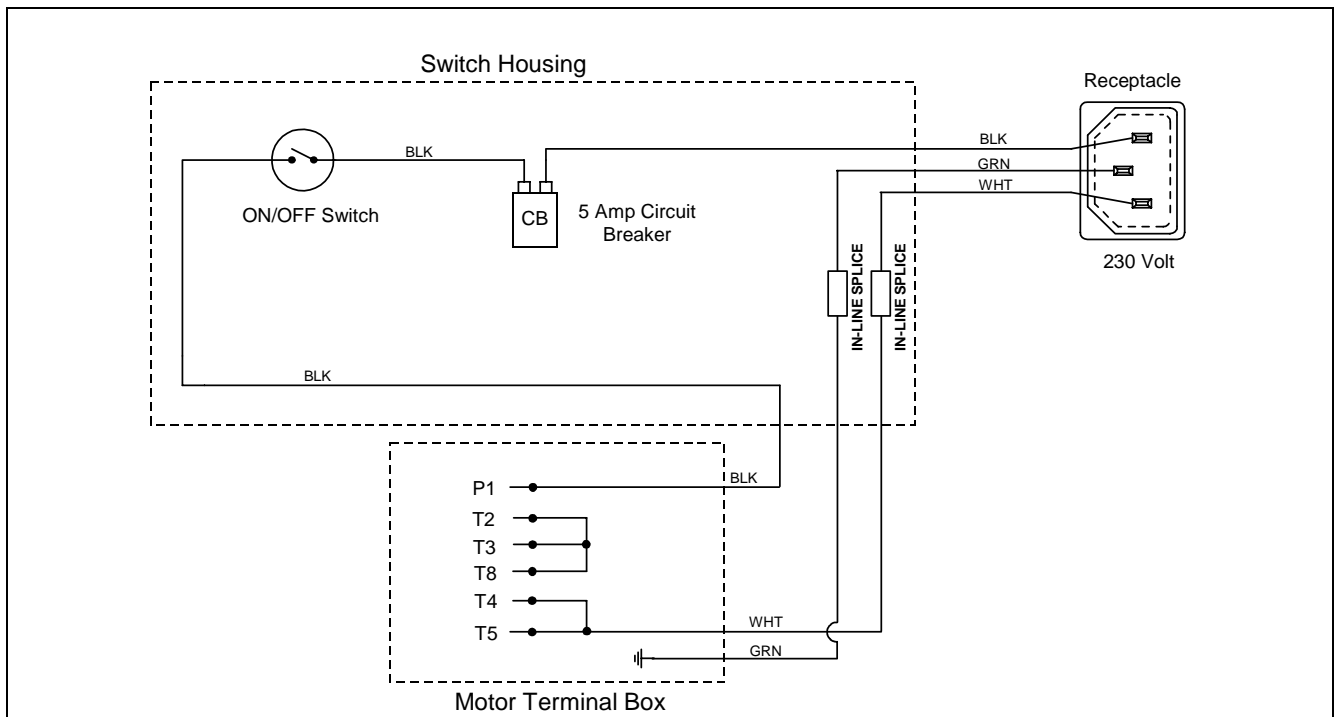 Switch Housing
Receptacle
BLK
BLK
GRN
WHT
ON/OFF Switch
CB
5 Amp Circuit
Breaker
230 Volt
IN-LINE SPLICE
IN-LINE SPLICE
BLK
P1
BLK
T2
T3
T8
T4
T5
WHT
GRN
Motor Terminal Box